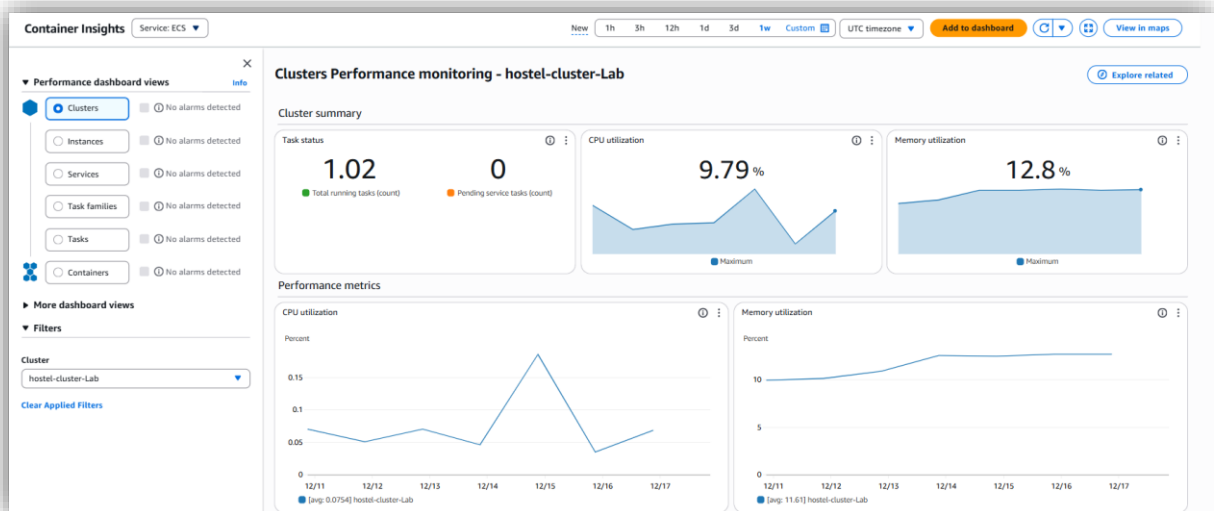 Container Insights Service: ECS New 1h 3h 12h 1d 3d 1w Custom UTC timezone Add to dashboard View in maps
Performance dashboard views Info
Clusters No alarms detected
Instances No alarms detected
Services No alarms detected
Task families No alarms detected
Tasks No alarms detected
Containers No alarms detected
More dashboard views
Filters
Cluster
hostel-cluster-Lab
Clear Applied Filters
Clusters Performance monitoring - hostel-cluster-Lab
Explore related
Cluster summary
Task status
1.02
Total running tasks (count)
0
Pending service tasks (count)
CPU utilization
9.79 %
Maximum
Memory utilization
12.8 %
Maximum
Performance metrics
CPU utilization
Percent
0.15
0.1
0.05
0
12/11 12/12 12/13 12/14 12/15 12/16 12/17
[avg: 0.0754] hostel-cluster-Lab
Memory utilization
Percent
10
5
0
12/11 12/12 12/13 12/14 12/15 12/16 12/17
[avg: 11.61] hostel-cluster-Lab